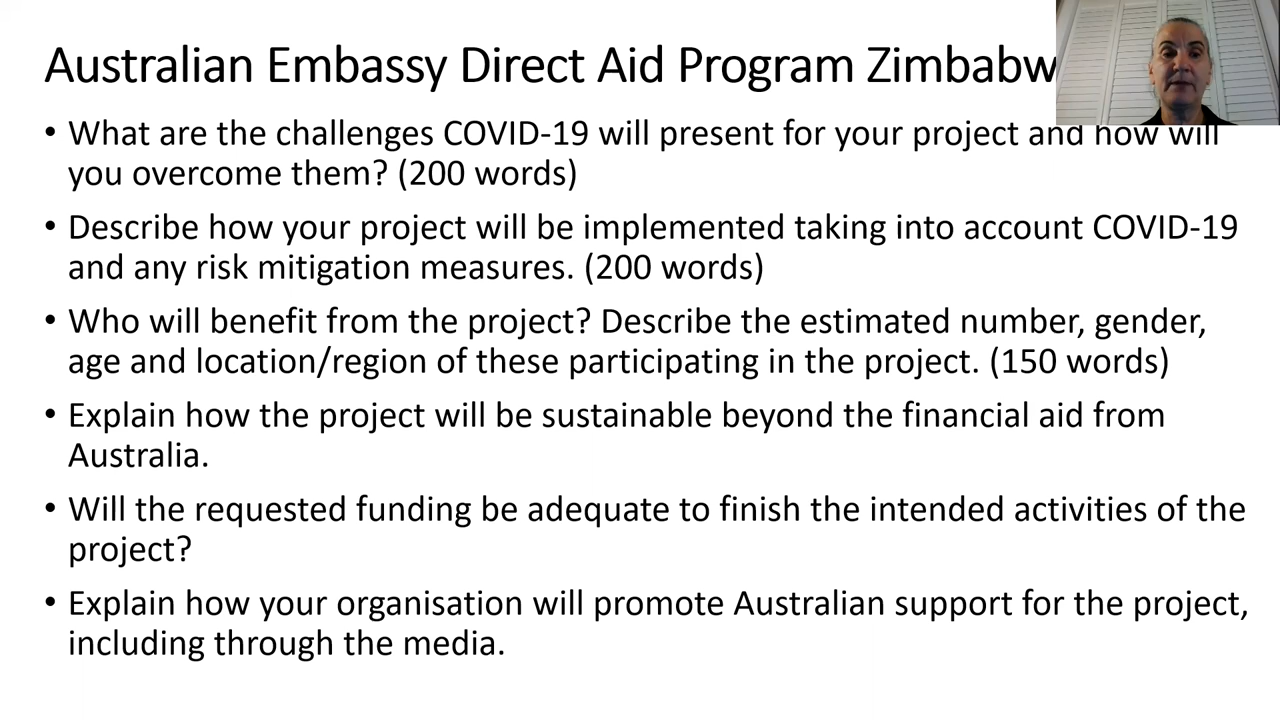 Australian Embassy Direct Aid Program Zimbabw
• What are the challenges COVID-19 will present for your project and how will
you overcome them? (200 words)
• Describe how your project will be implemented taking into account COVID-19
and any risk mitigation measures. (200 words)
• Who will benefit from the project? Describe the estimated number, gender,
age and location/region of these participating in the project. (150 words)
• Explain how the project will be sustainable beyond the financial aid from
Australia.
• Will the requested funding be adequate to finish the intended activities of the
project?
• Explain how your organisation will promote Australian support for the project,
including through the media.